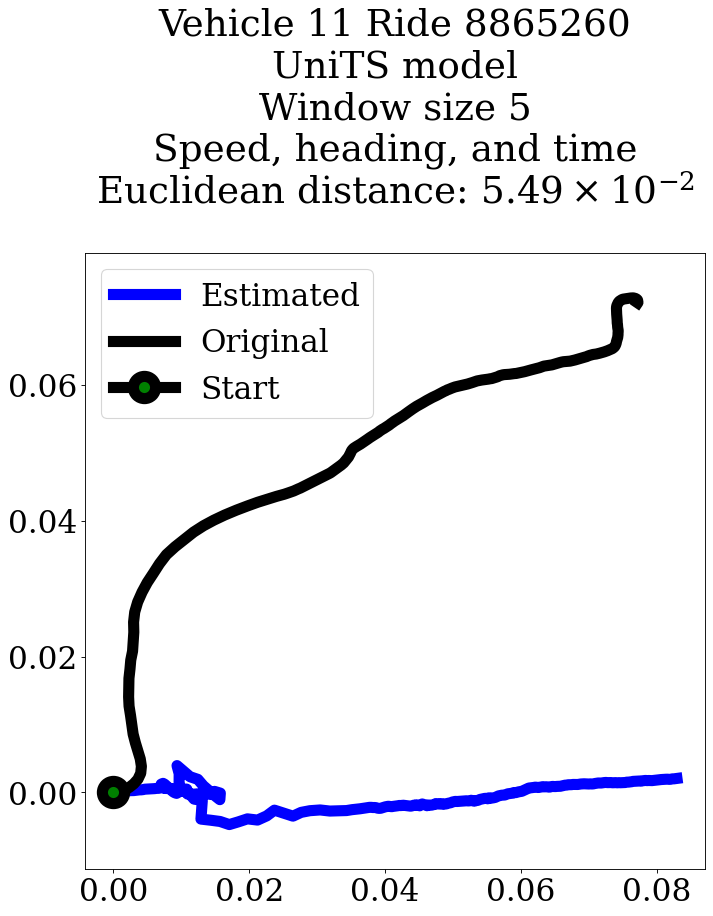 Vehicle 11 Ride 8865260
UniTS model
Window size 5
Speed, heading, and time
Euclidean distance: 5.49 × 10⁻²
Estimated
Original
Start
0.06
0.04
0.02
0.00
0.00 0.02 0.04 0.06 0.08